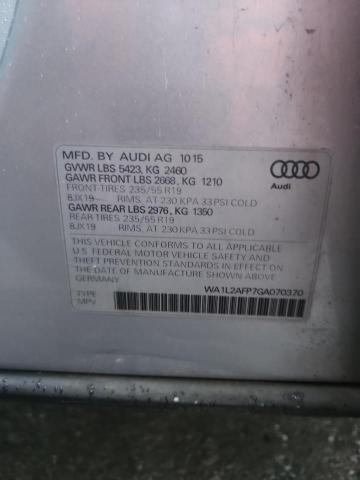 MFD. BY AUDI AG 1015
GVWR LBS 5423, KG 2460
GAWR FRONT LBS 2668, KG 1210
FRONT-TIRES 235/55 R19
8JX19 RIMS, AT 230 KPA 33 PSI COLD
GAWR REAR LBS 2976, KG 1350
REAR TIRES 235/55 R19
8JX19 RIMS, AT 230 KPA 33 PSI COLD
THIS VEHICLE CONFORMS TO ALL APPLICABLE
U.S FEDERAL MOTOR VEHICLE SAFETY AND
THEFT PREVENTION STANDARDS IN EFFECT ON
THE DATE OF MANUFACTURE SHOWN ABOVE
TYPE:
MPV
WA1L2AFP7GA070370
Audi